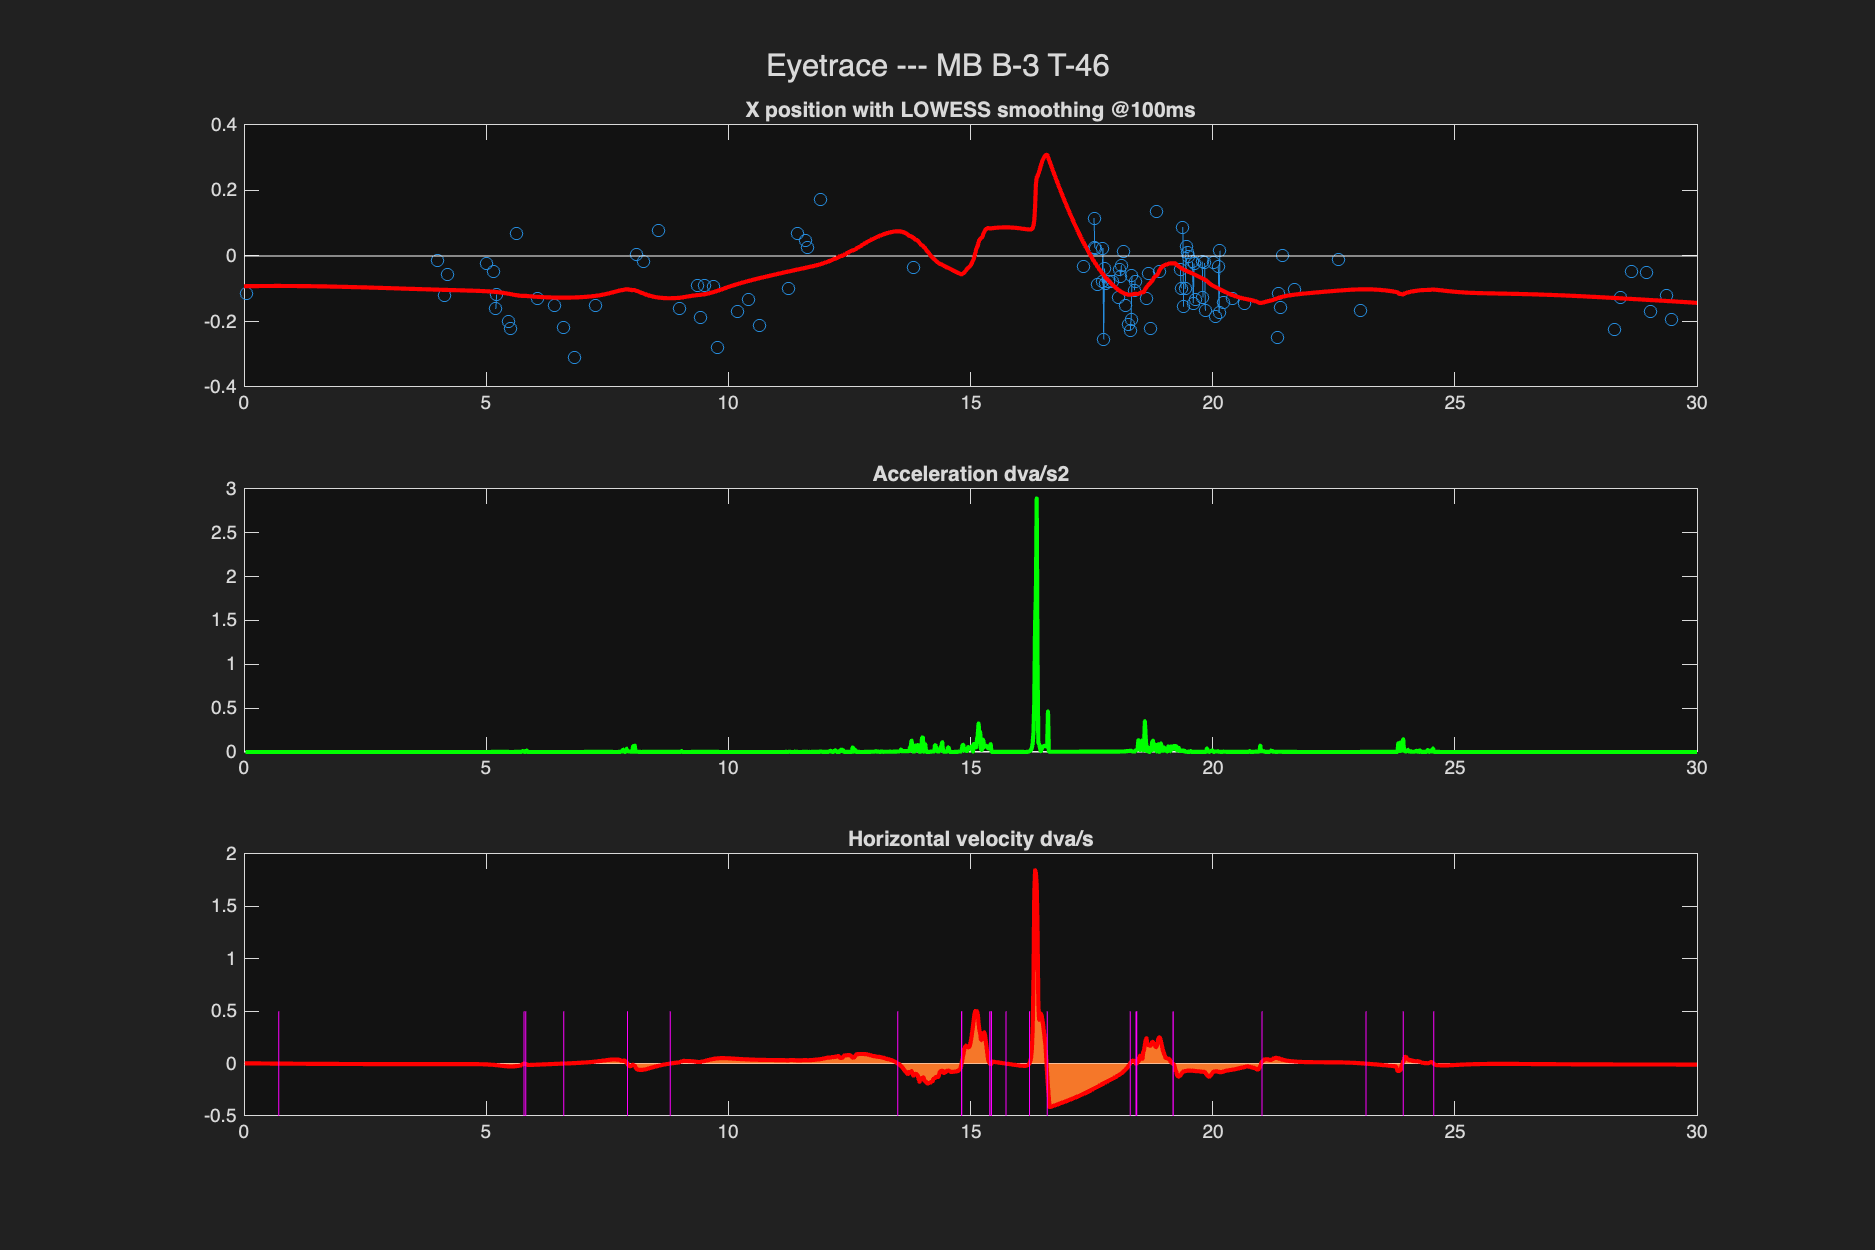 Eyetrace --- MB B-3 T-46
X position with LOWESS smoothing @100ms
0.4
0.2
0
-0.2
-0.4
0 5 10 15 20 25 30
Acceleration dva/s2
3
2.5
2
1.5
1
0.5
0
0 5 10 15 20 25 30
Horizontal velocity dva/s
2
1.5
1
0.5
0
-0.5
0 5 10 15 20 25 30